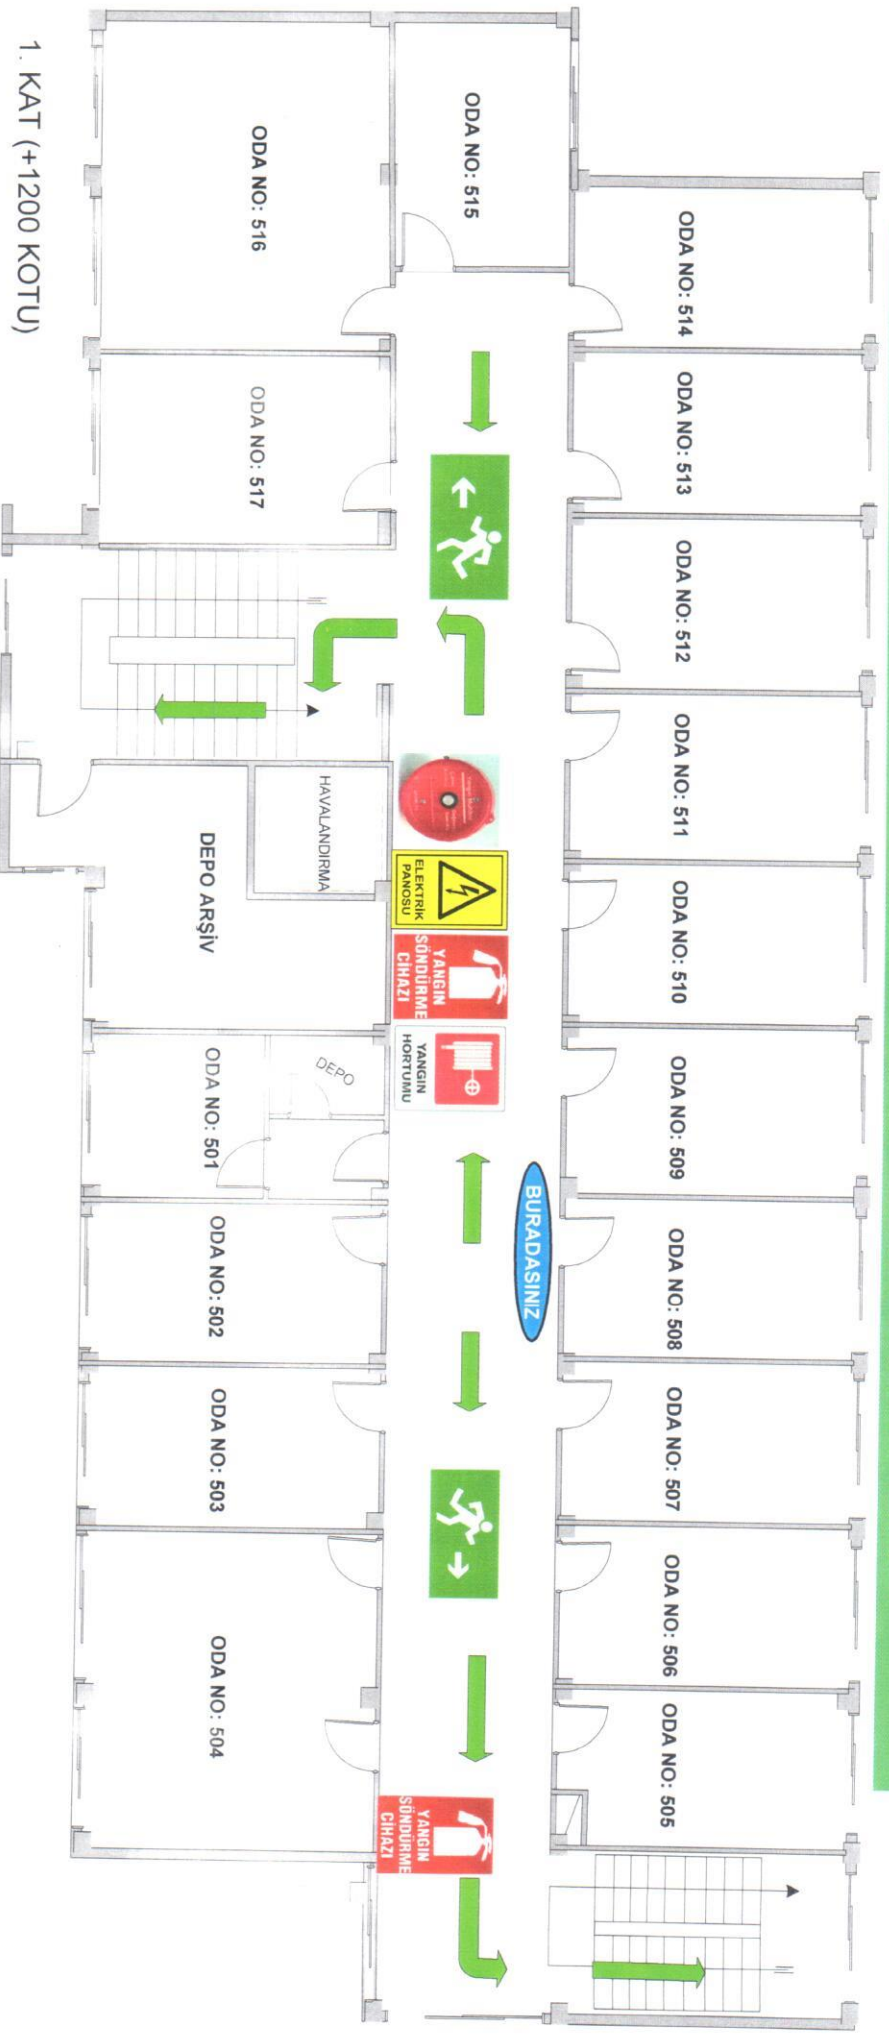 ODA NO: 514
ODA NO: 513
ODA NO: 512
ODA NO: 511
ODA NO: 510
ODA NO: 509
ODA NO: 508
ODA NO: 507
ODA NO: 506
ODA NO: 505
ODA NO: 515
BURADASINIZ
ELEKTRİK
PANOSU
YANGIN
SÖNDÜRME
CİHAZI
YANGIN
HORTUMU
YANGIN
SÖNDÜRME
CİHAZI
ODA NO: 516
ODA NO: 517
HAVALANDIRMA
DEPO ARŞİV
DEPO
ODA NO: 501
ODA NO: 502
ODA NO: 503
ODA NO: 504
1. KAT (+1200 KOTU)